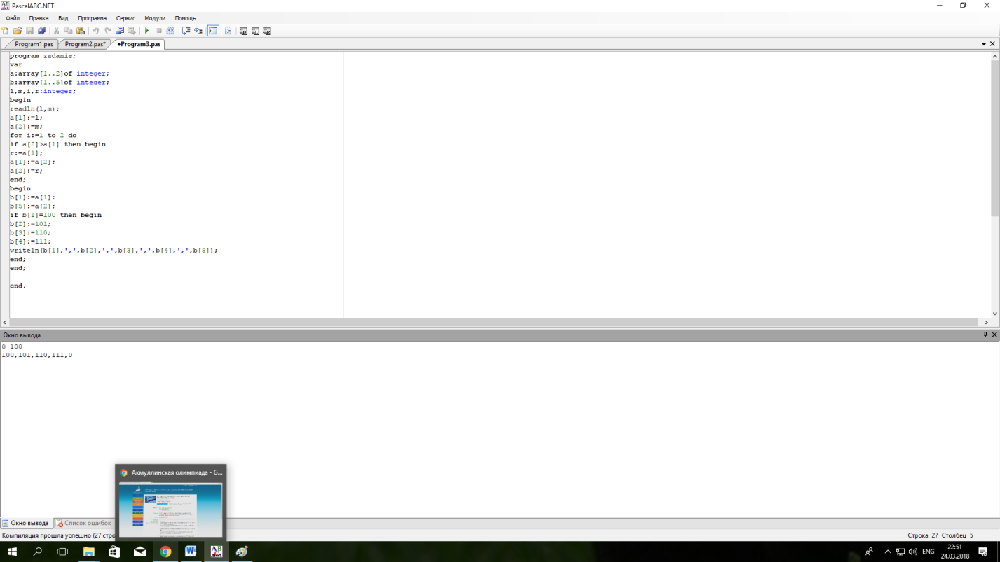 PascalABC.NET
Файл Правка Вид Программа Сервис Модули Помощь
Program1.pas Program2.pas* •Program3.pas
program zadanie;
var
a:array[1..2]of integer;
b:array[1..5]of integer;
l,m,i,r:integer;
begin
readln(l,m);
a[1]:=l;
a[2]:=m;
for i:=1 to 2 do
if a[2]>a[1] then begin
r:=a[1];
a[1]:=a[2];
a[2]:=r;
end;
begin
b[1]:=a[1];
b[5]:=a[2];
if b[1]=100 then begin
b[2]:=101;
b[3]:=110;
b[4]:=111;
writeln(b[1],',',b[2],',',b[3],',',b[4],',',b[5]);
end;
end;
end.
Окно вывода
0 100
100,101,110,111,0
Акмуллинская олимпиада - G...
Окно вывода Список ошибок
Компиляция прошла успешно (27 стро Строка 27 Столбец 5
ENG 22:51
24.03.2018